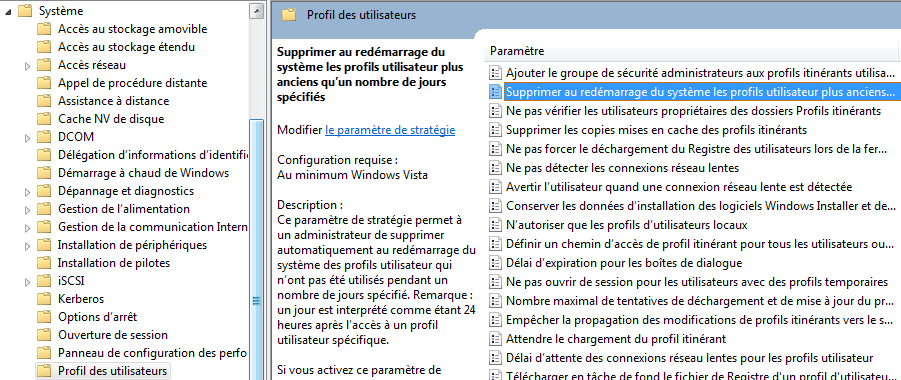 Système
Accès au stockage amovible
Accès au stockage étendu
Accès réseau
Appel de procédure distante
Assistance à distance
Cache NV de disque
DCOM
Délégation d'informations d'identific
Démarrage à chaud de Windows
Dépannage et diagnostics
Gestion de l'alimentation
Gestion de la communication Intern
Installation de périphériques
Installation de pilotes
iSCSI
Kerberos
Options d'arrêt
Ouverture de session
Panneau de configuration des perfo
Profil des utilisateurs
Profil des utilisateurs
Supprimer au redémarrage du
système les profils utilisateur plus
anciens qu'un nombre de jours
spécifiés
Modifier le paramètre de stratégie
Configuration requise :
Au minimum Windows Vista
Description :
Ce paramètre de stratégie permet à
un administrateur de supprimer
automatiquement au redémarrage du
système des profils utilisateur qui
n'ont pas été utilisés pendant un
nombre de jours spécifié. Remarque :
un jour est interprété comme étant 24
heures après l'accès à un profil
utilisateur spécifique.
Si vous activez ce paramètre de
Paramètre
Ajouter le groupe de sécurité administrateurs aux profils itinérants utilisa...
Supprimer au redémarrage du système les profils utilisateur plus anciens...
Ne pas vérifier les utilisateurs propriétaires des dossiers Profils itinérants
Supprimer les copies mises en cache des profils itinérants
Ne pas forcer le déchargement du Registre des utilisateurs lors de la fer...
Ne pas détecter les connexions réseau lentes
Avertir l'utilisateur quand une connexion réseau lente est détectée
Conserver les données d'installation des logiciels Windows Installer et de...
N'autoriser que les profils d'utilisateurs locaux
Définir un chemin d'accès de profil itinérant pour tous les utilisateurs ou...
Délai d'expiration pour les boîtes de dialogue
Ne pas ouvrir de session pour les utilisateurs avec des profils temporaires
Nombre maximal de tentatives de déchargement et de mise à jour du pr...
Empêcher la propagation des modifications de profils itinérants vers le s...
Attendre le chargement du profil itinérant
Délai d'attente des connexions réseau lentes pour les profils utilisateur
Télécharger en tâche de fond le fichier de Registre d'un profil d'utilisateur...